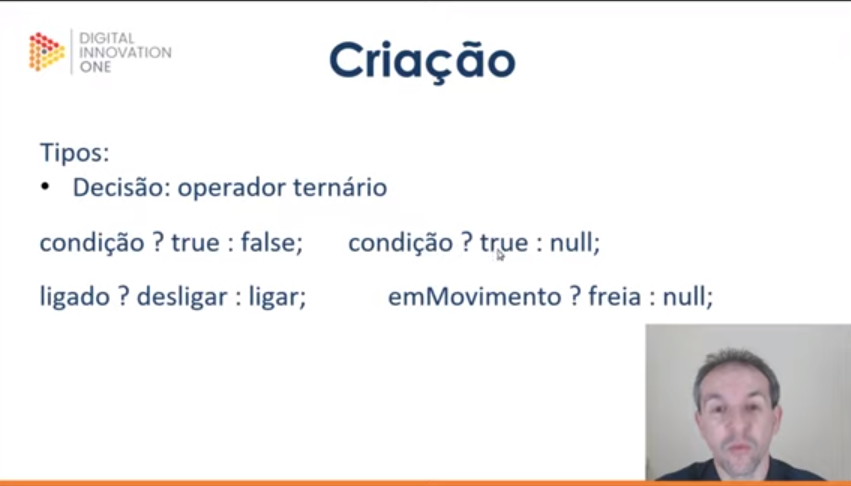 DIGITAL
INNOVATION
ONE
Criação
Tipos:
• Decisão: operador ternário
condição ? true : false; condição ? true : null;
ligado ? desligar : ligar; emMovimento ? freia : null;